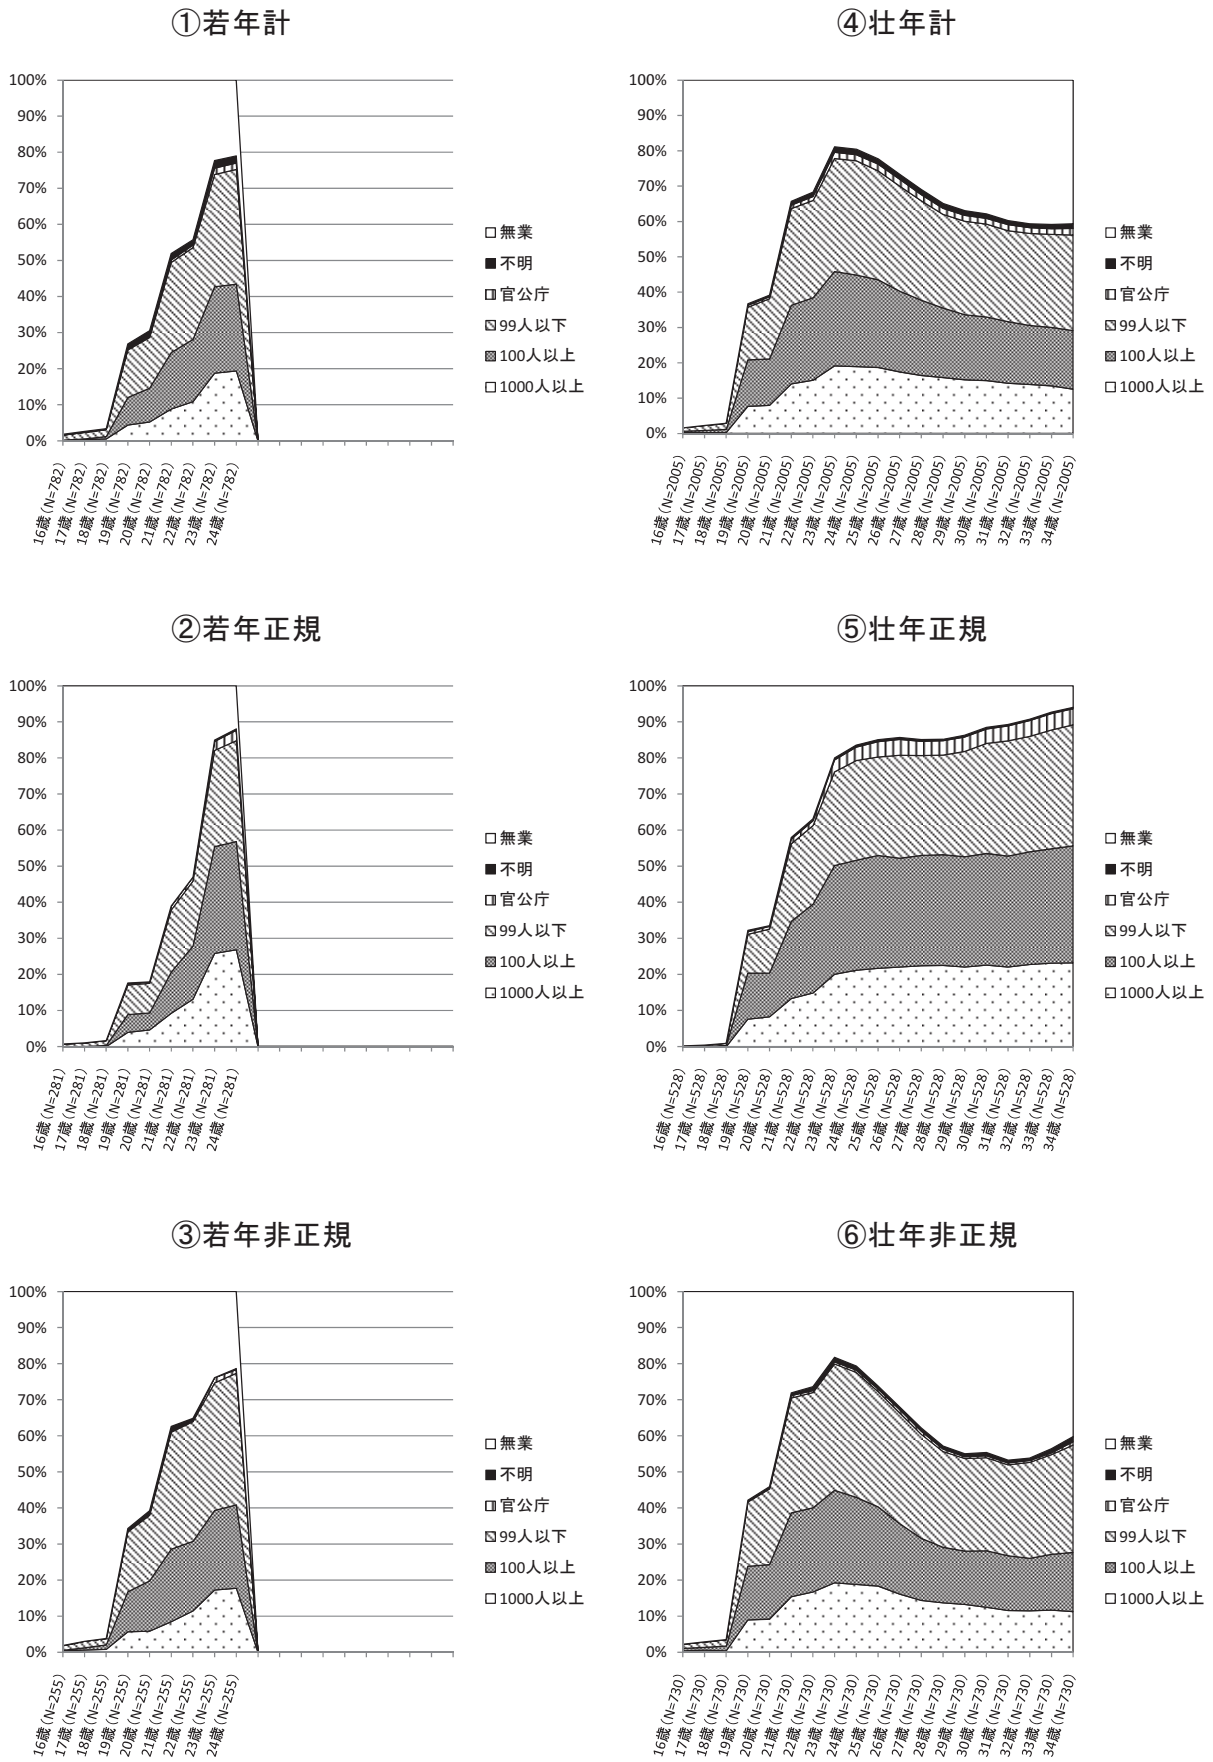 ①若年計
100%
90%
80%
70%
60%
50%
40%
30%
20%
10%
0%
16歳(N=782)
17歳(N=782)
18歳(N=782)
19歳(N=782)
20歳(N=782)
21歳(N=782)
22歳(N=782)
23歳(N=782)
24歳(N=782)
無業
不明
官公庁
99人以下
100人以上
1000人以上
④壮年計
100%
90%
80%
70%
60%
50%
40%
30%
20%
10%
0%
16歳(N=2005)
17歳(N=2005)
18歳(N=2005)
19歳(N=2005)
20歳(N=2005)
21歳(N=2005)
22歳(N=2005)
23歳(N=2005)
24歳(N=2005)
25歳(N=2005)
26歳(N=2005)
27歳(N=2005)
28歳(N=2005)
29歳(N=2005)
30歳(N=2005)
31歳(N=2005)
32歳(N=2005)
33歳(N=2005)
34歳(N=2005)
無業
不明
官公庁
99人以下
100人以上
1000人以上
②若年正規
100%
90%
80%
70%
60%
50%
40%
30%
20%
10%
0%
16歳(N=281)
17歳(N=281)
18歳(N=281)
19歳(N=281)
20歳(N=281)
21歳(N=281)
22歳(N=281)
23歳(N=281)
24歳(N=281)
無業
不明
官公庁
99人以下
100人以上
1000人以上
⑤壮年正規
100%
90%
80%
70%
60%
50%
40%
30%
20%
10%
0%
16歳(N=528)
17歳(N=528)
18歳(N=528)
19歳(N=528)
20歳(N=528)
21歳(N=528)
22歳(N=528)
23歳(N=528)
24歳(N=528)
25歳(N=528)
26歳(N=528)
27歳(N=528)
28歳(N=528)
29歳(N=528)
30歳(N=528)
31歳(N=528)
32歳(N=528)
33歳(N=528)
34歳(N=528)
無業
不明
官公庁
99人以下
100人以上
1000人以上
③若年非正規
100%
90%
80%
70%
60%
50%
40%
30%
20%
10%
0%
16歳(N=255)
17歳(N=255)
18歳(N=255)
19歳(N=255)
20歳(N=255)
21歳(N=255)
22歳(N=255)
23歳(N=255)
24歳(N=255)
無業
不明
官公庁
99人以下
100人以上
1000人以上
⑥壮年非正規
100%
90%
80%
70%
60%
50%
40%
30%
20%
10%
0%
16歳(N=730)
17歳(N=730)
18歳(N=730)
19歳(N=730)
20歳(N=730)
21歳(N=730)
22歳(N=730)
23歳(N=730)
24歳(N=730)
25歳(N=730)
26歳(N=730)
27歳(N=730)
28歳(N=730)
29歳(N=730)
30歳(N=730)
31歳(N=730)
32歳(N=730)
33歳(N=730)
34歳(N=730)
無業
不明
官公庁
99人以下
100人以上
1000人以上